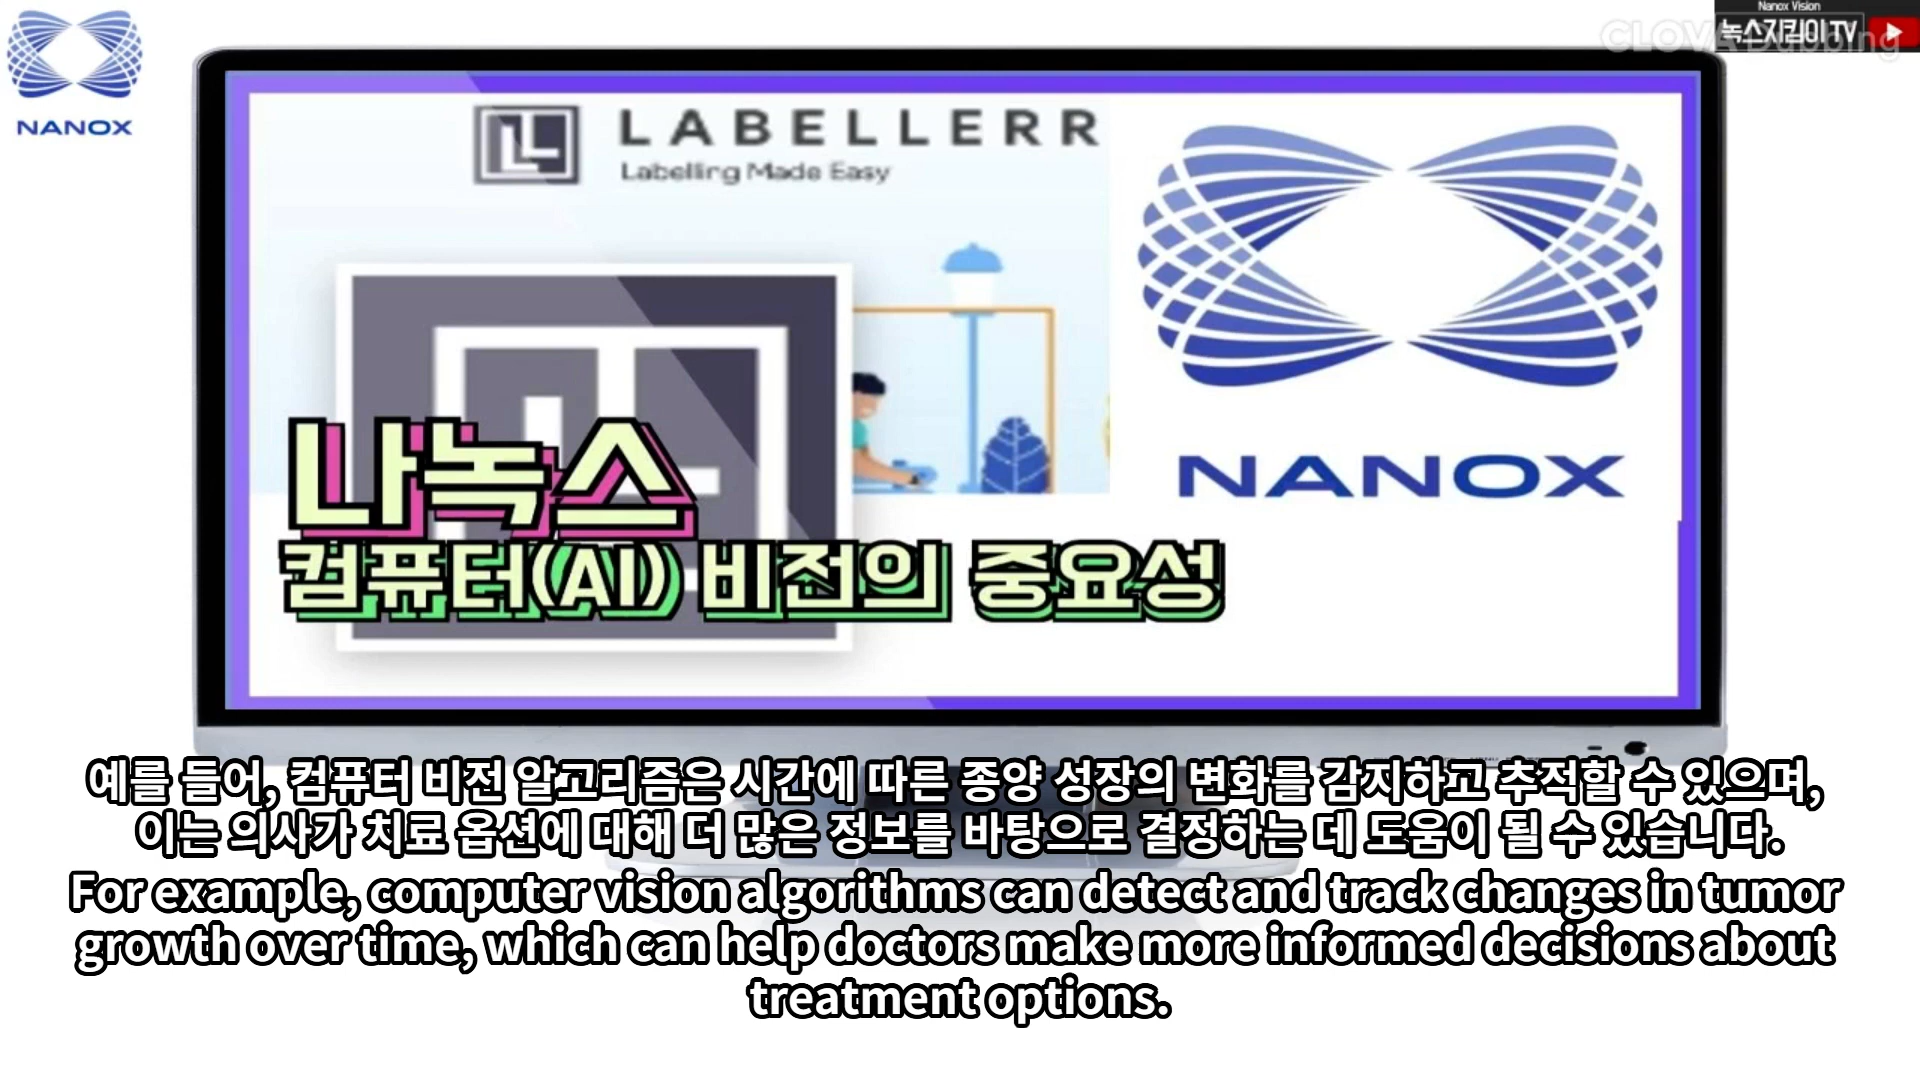 NANOX
Nanox Vision
녹스지킴이TV
CLOVA Dubbing
LABELLERR
Labelling Made Easy
NANOX
나녹스
컴퓨터(AI) 비전의 중요성
예를 들어, 컴퓨터 비전 알고리즘은 시간에 따른 종양 성장의 변화를 감지하고 추적할 수 있으며,
이는 의사가 치료 옵션에 대해 더 많은 정보를 바탕으로 결정하는 데 도움이 될 수 있습니다.
For example, computer vision algorithms can detect and track changes in tumor
growth over time, which can help doctors make more informed decisions about
treatment options.